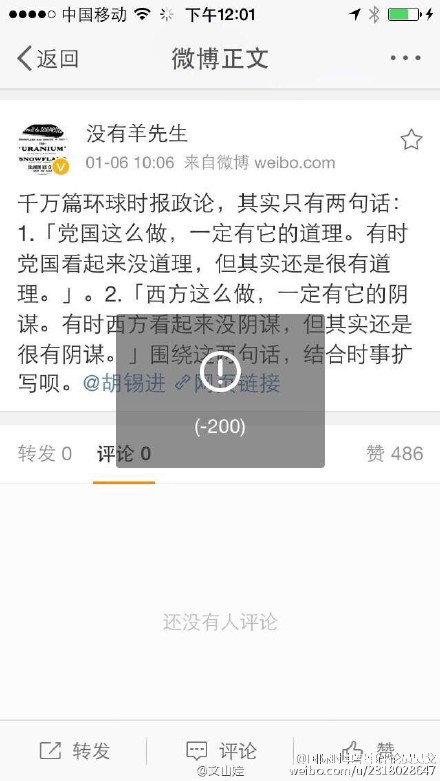 中国移动 下午12:01
返回 微博正文
没有羊先生
01-06 10:06 来自微博 weibo.com
千万篇环球时报政论，其实只有两句话：
1.「党国这么做，一定有它的道理。有时
党国看起来没道理，但其实还是很有道
理。」。2.「西方这么做，一定有它的阴
谋。有时西方看起来没阴谋，但其实还是
很有阴谋。」围绕这两句话，结合时事扩
写呗。@胡锡进 网页链接
(-200)
转发 0 评论 0 赞 486
还没有人评论
转发 评论 赞
@文山娃
weibo.com/u/2318028647
"URANIUM"